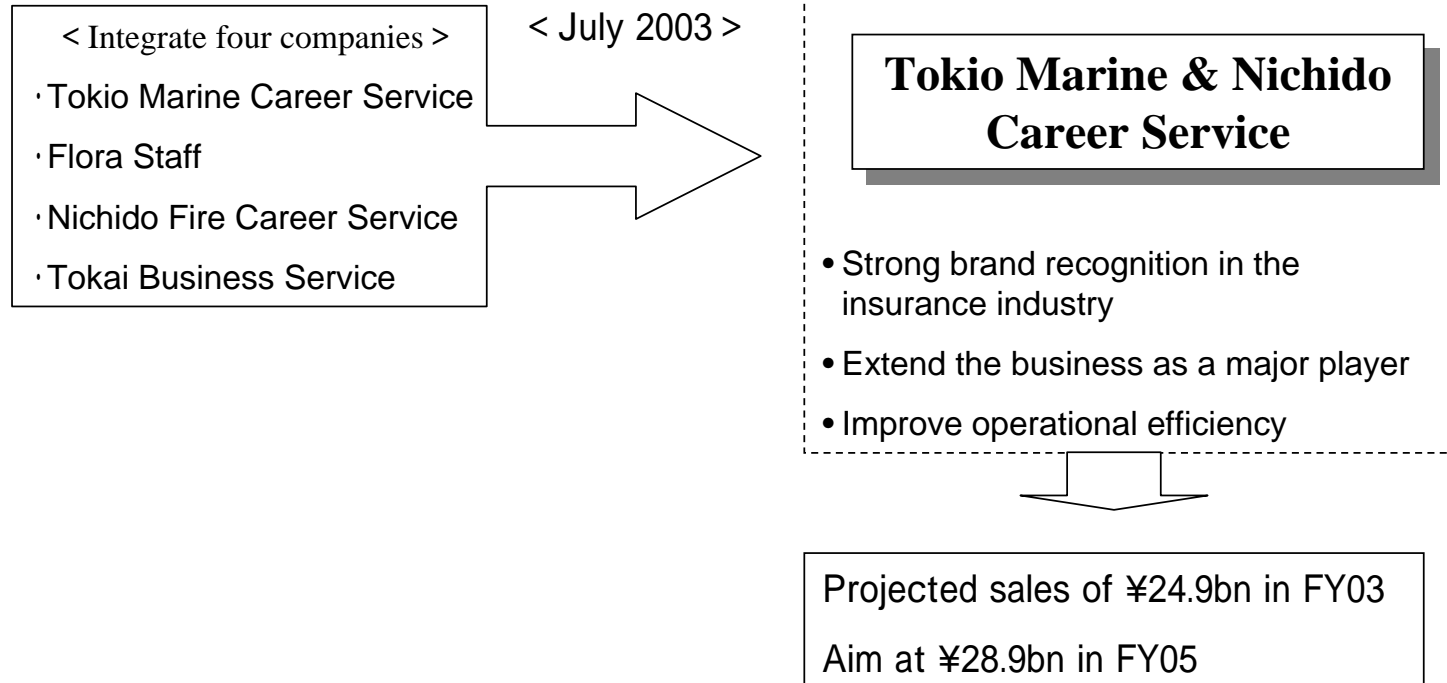 < Integrate four companies >
・Tokio Marine Career Service
・Flora Staff
・Nichido Fire Career Service
・Tokai Business Service
< July 2003 >
Tokio Marine & Nichido
Career Service
• Strong brand recognition in the
insurance industry
• Extend the business as a major player
• Improve operational efficiency
Projected sales of ¥24.9bn in FY03
Aim at ¥28.9bn in FY05